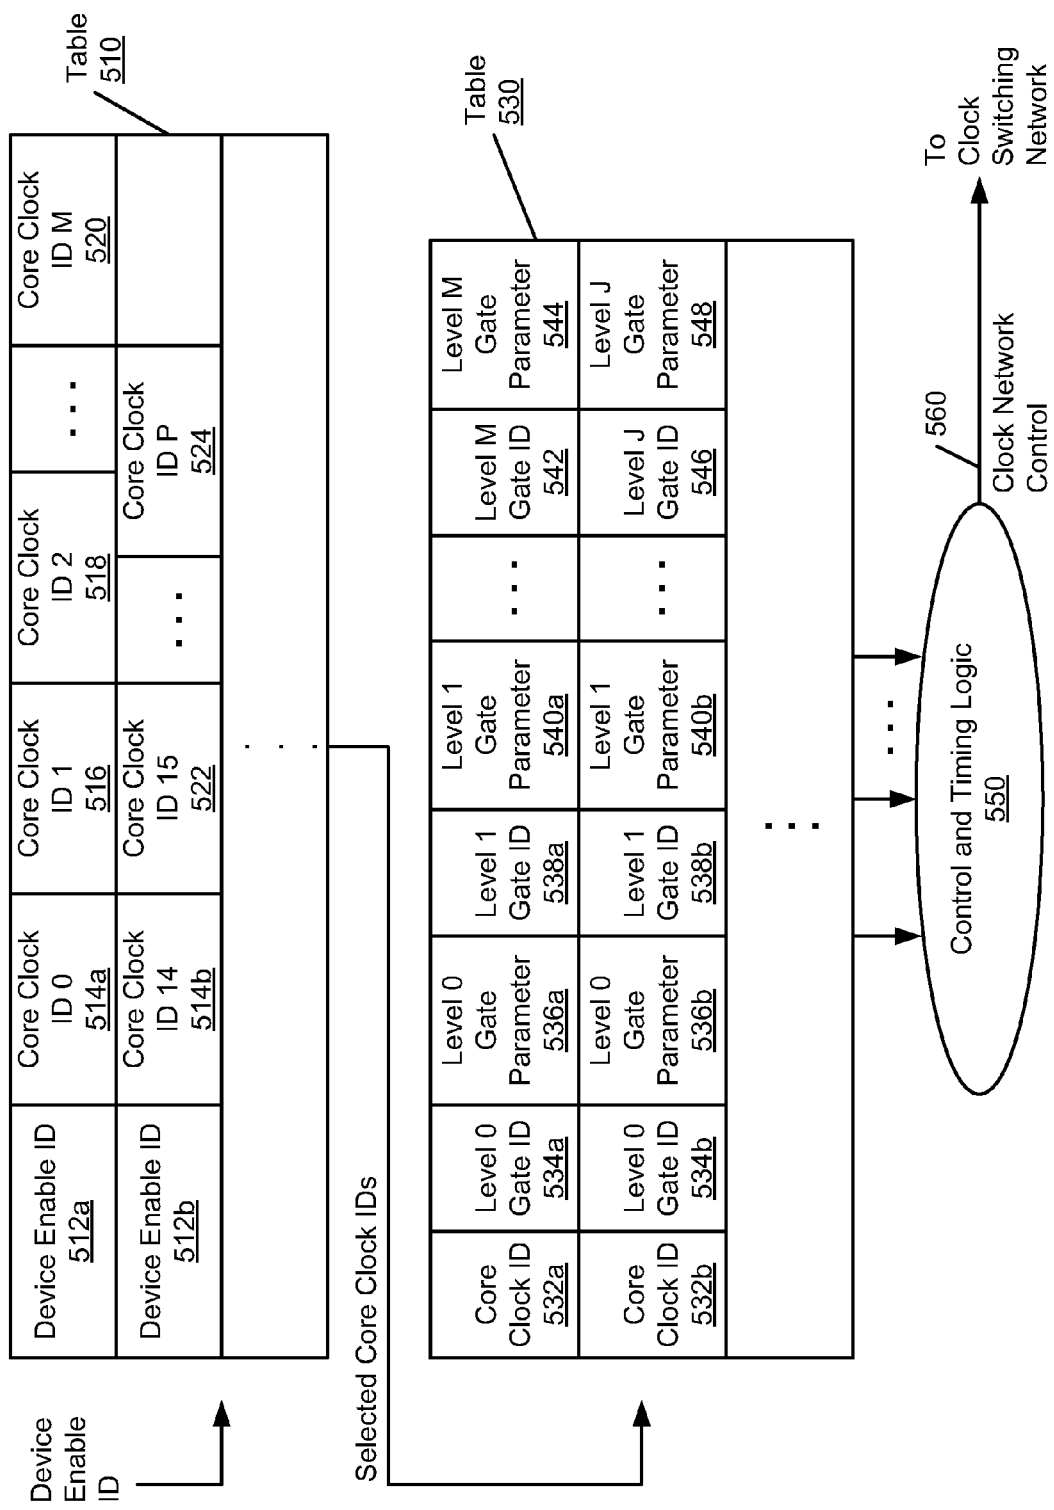 Device
Enable
ID
Table
510
Device Enable ID
512a
Core Clock
ID 0
514a
Core Clock
ID 1
516
Core Clock
ID 2
518
. . .
Core Clock
ID M
520
Device Enable ID
512b
Core Clock
ID 14
514b
Core Clock
ID 15
522
. . .
Core Clock
ID P
524
. . .
Selected Core Clock IDs
Table
530
Core
Clock ID
532a
Level 0
Gate ID
534a
Level 0
Gate
Parameter
536a
Level 1
Gate ID
538a
Level 1
Gate
Parameter
540a
. . .
Level M
Gate ID
542
Level M
Gate
Parameter
544
Core
Clock ID
532b
Level 0
Gate ID
534b
Level 0
Gate
Parameter
536b
Level 1
Gate ID
538b
Level 1
Gate
Parameter
540b
. . .
Level J
Gate ID
546
Level J
Gate
Parameter
548
. . .
. . .
Control and Timing Logic
550
560
Clock Network
Control
To
Clock
Switching
Network